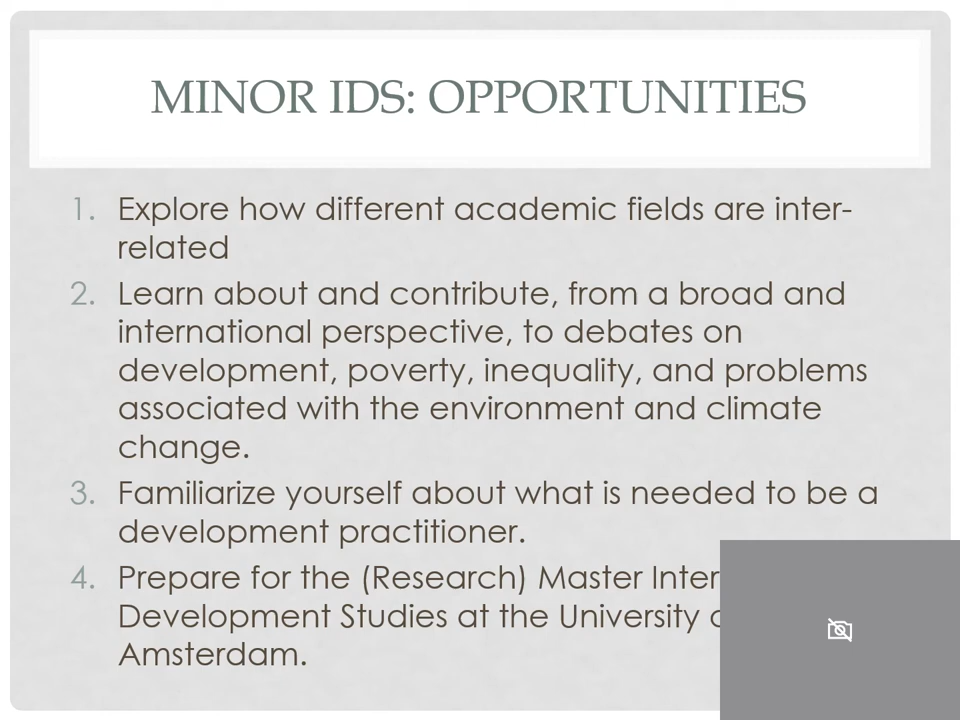 MINOR IDS: OPPORTUNITIES
1. Explore how different academic fields are inter-
related
2. Learn about and contribute, from a broad and
international perspective, to debates on
development, poverty, inequality, and problems
associated with the environment and climate
change.
3. Familiarize yourself about what is needed to be a
development practitioner.
4. Prepare for the (Research) Master Inter
Development Studies at the University
Amsterdam.